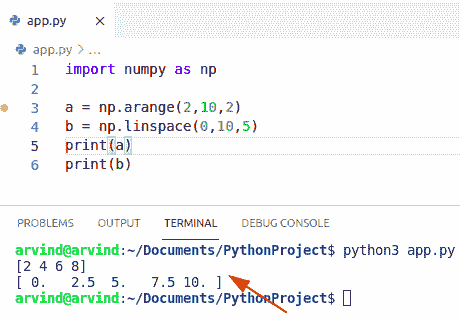 app.py ×
app.py > ...
1 import numpy as np
2
3 a = np.arange(2,10,2)
4 b = np.linspace(0,10,5)
5 print(a)
6 print(b)
PROBLEMS OUTPUT TERMINAL DEBUG CONSOLE
arvind@arvind:~/Documents/PythonProject$ python3 app.py
[2 4 6 8]
[ 0.   2.5  5.   7.5 10. ]
arvind@arvind:~/Documents/PythonProject$